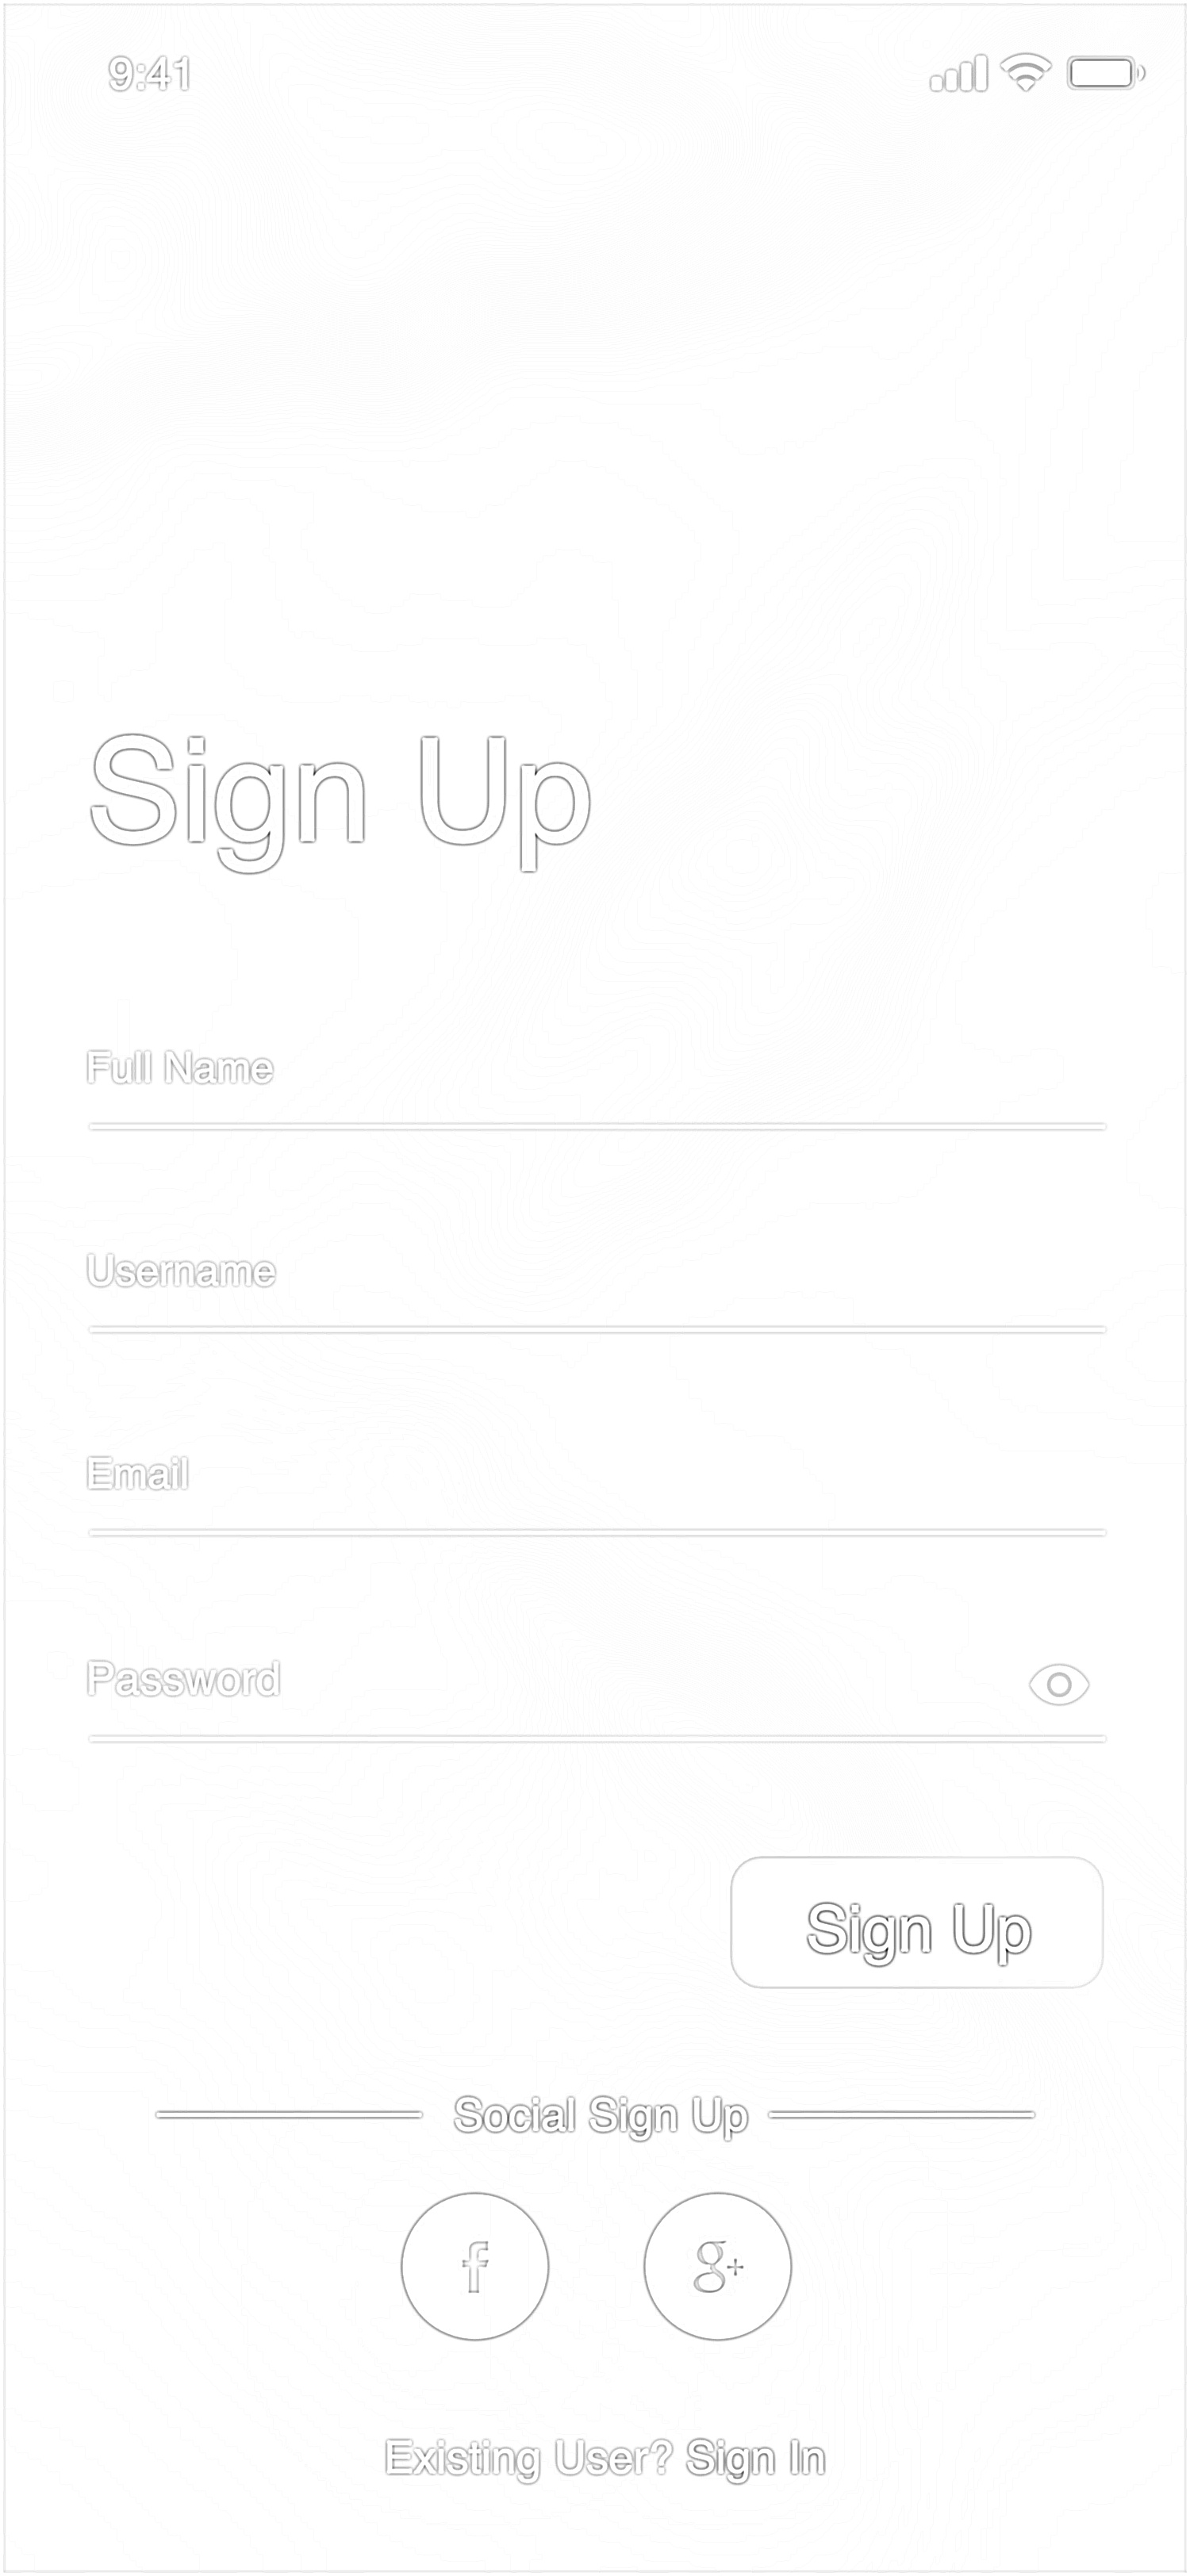 9:41
Sign Up
Full Name
Username
Email
Password
Sign Up
Social Sign Up
f g+
Existing User? Sign In